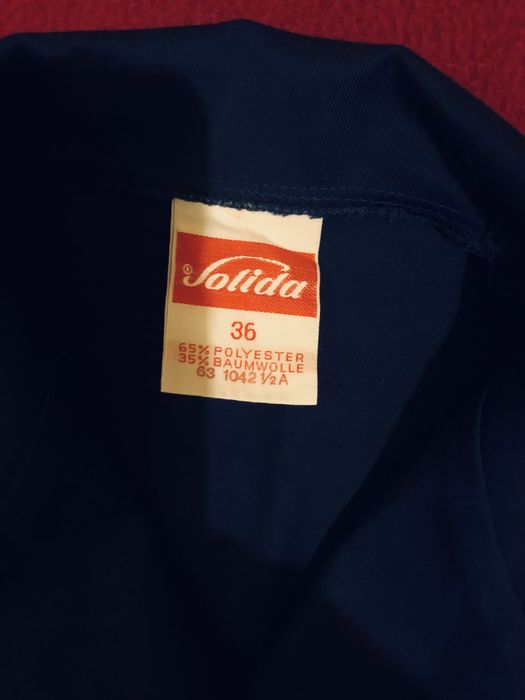 ® Solida
36
65% POLYESTER
35% BAUMWOLLE
63 1042 ½ A